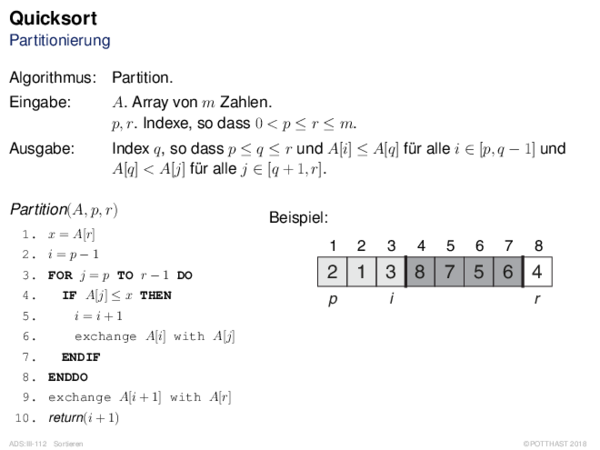 Quicksort
Partitionierung
Algorithmus: Partition.
Eingabe: A. Array von m Zahlen.
p, r. Indexe, so dass 0 < p ≤ r ≤ m.
Ausgabe: Index q, so dass p ≤ q ≤ r und A[i] ≤ A[q] für alle i ∈ [p, q − 1] und
A[q] < A[j] für alle j ∈ [q + 1, r].
Partition(A, p, r)
1. x = A[r]
2. i = p − 1
3. FOR j = p TO r − 1 DO
4. IF A[j] ≤ x THEN
5. i = i + 1
6. exchange A[i] with A[j]
7. ENDIF
8. ENDDO
9. exchange A[i + 1] with A[r]
10. return(i + 1)
Beispiel:
1 2 3 4 5 6 7 8
2 1 3 8 7 5 6 4
p i r
ADS:III-112 Sortieren
© POTTHAST 2018